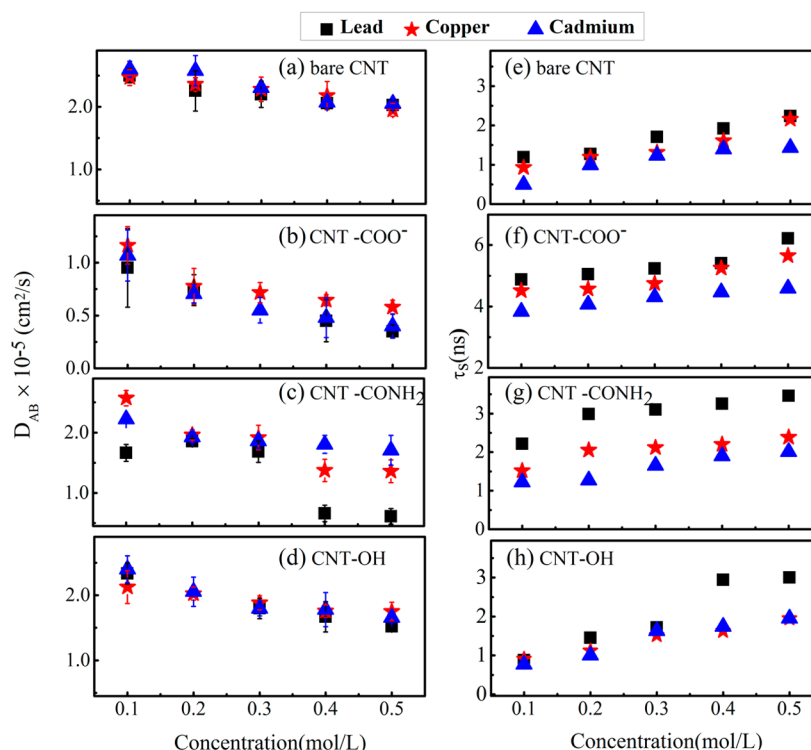 Lead Copper Cadmium
(a) bare CNT
2.0
1.0
(b) CNT -COO⁻
1.0
0.5
0.0
(c) CNT -CONH₂
2.0
1.0
(d) CNT-OH
2.0
1.0
0.1 0.2 0.3 0.4 0.5
Concentration(mol/L)
D_AB × 10⁻⁵ (cm²/s)
(e) bare CNT
3
2
1
0
(f) CNT-COO⁻
6
4
2
(g) CNT -CONH₂
3
2
1
0
(h) CNT-OH
3
2
1
0
0.1 0.2 0.3 0.4 0.5
Concentration(mol/L)
τ_S(ns)